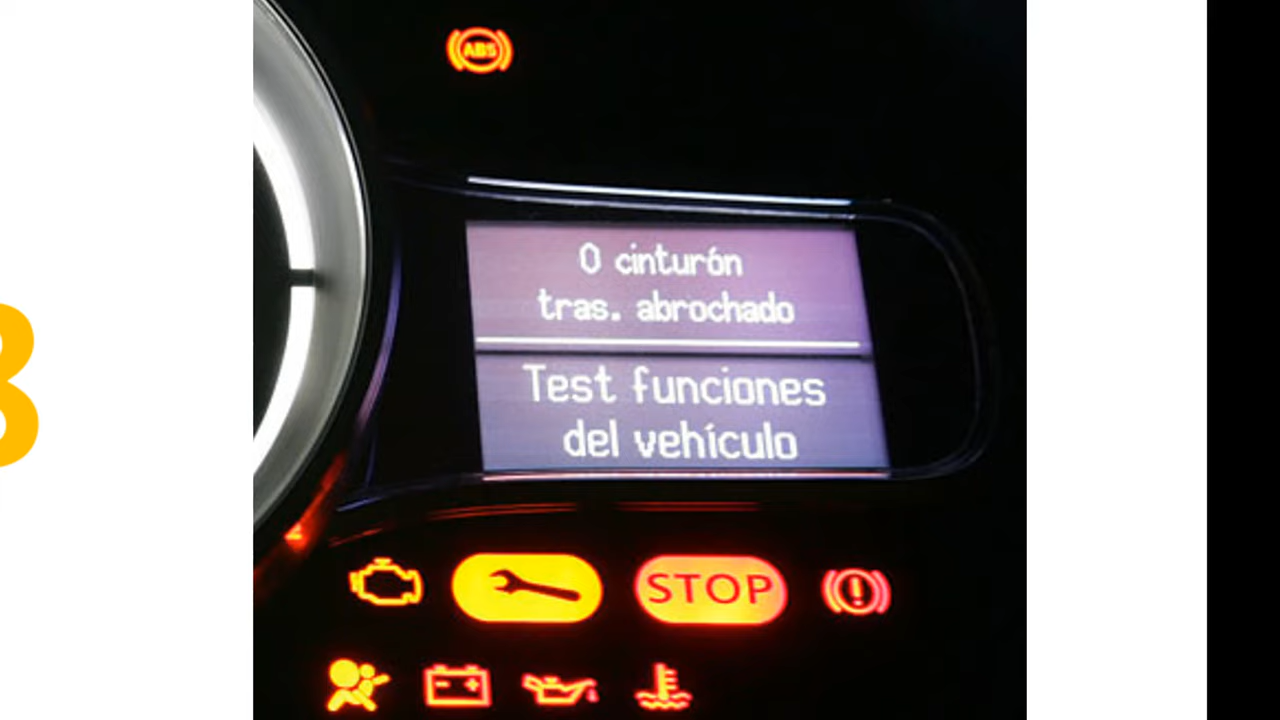 ABS
0 cinturón
tras. abrochado
Test funciones
del vehículo
STOP